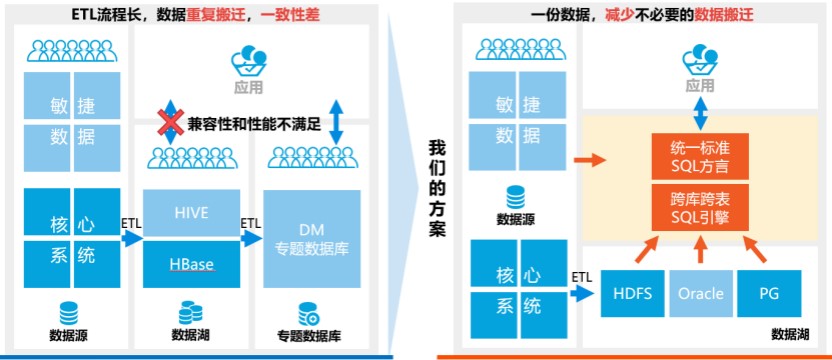 ETL流程长，数据重复搬迁，一致性差
敏 捷
数 据
核 心
系 统
数据源
应用
兼容性和性能不满足
ETL
HIVE
HBase
数据湖
ETL
DM
专题数据库
专题数据库
我们的方案
一份数据，减少不必要的数据搬迁
敏 捷
数 据
数据源
核 心
系 统
ETL
应用
统一标准
SQL方言
跨库跨表
SQL引擎
HDFS
Oracle
PG
数据湖